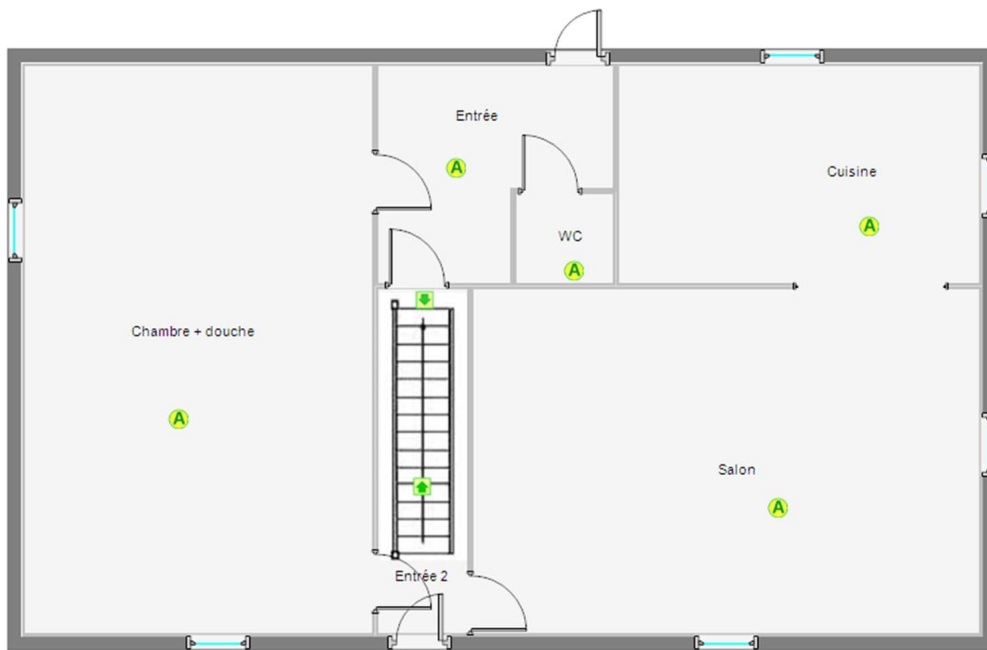 Entrée
A
Cuisine
A
WC
A
Chambre + douche
A
Salon
A
Entrée 2